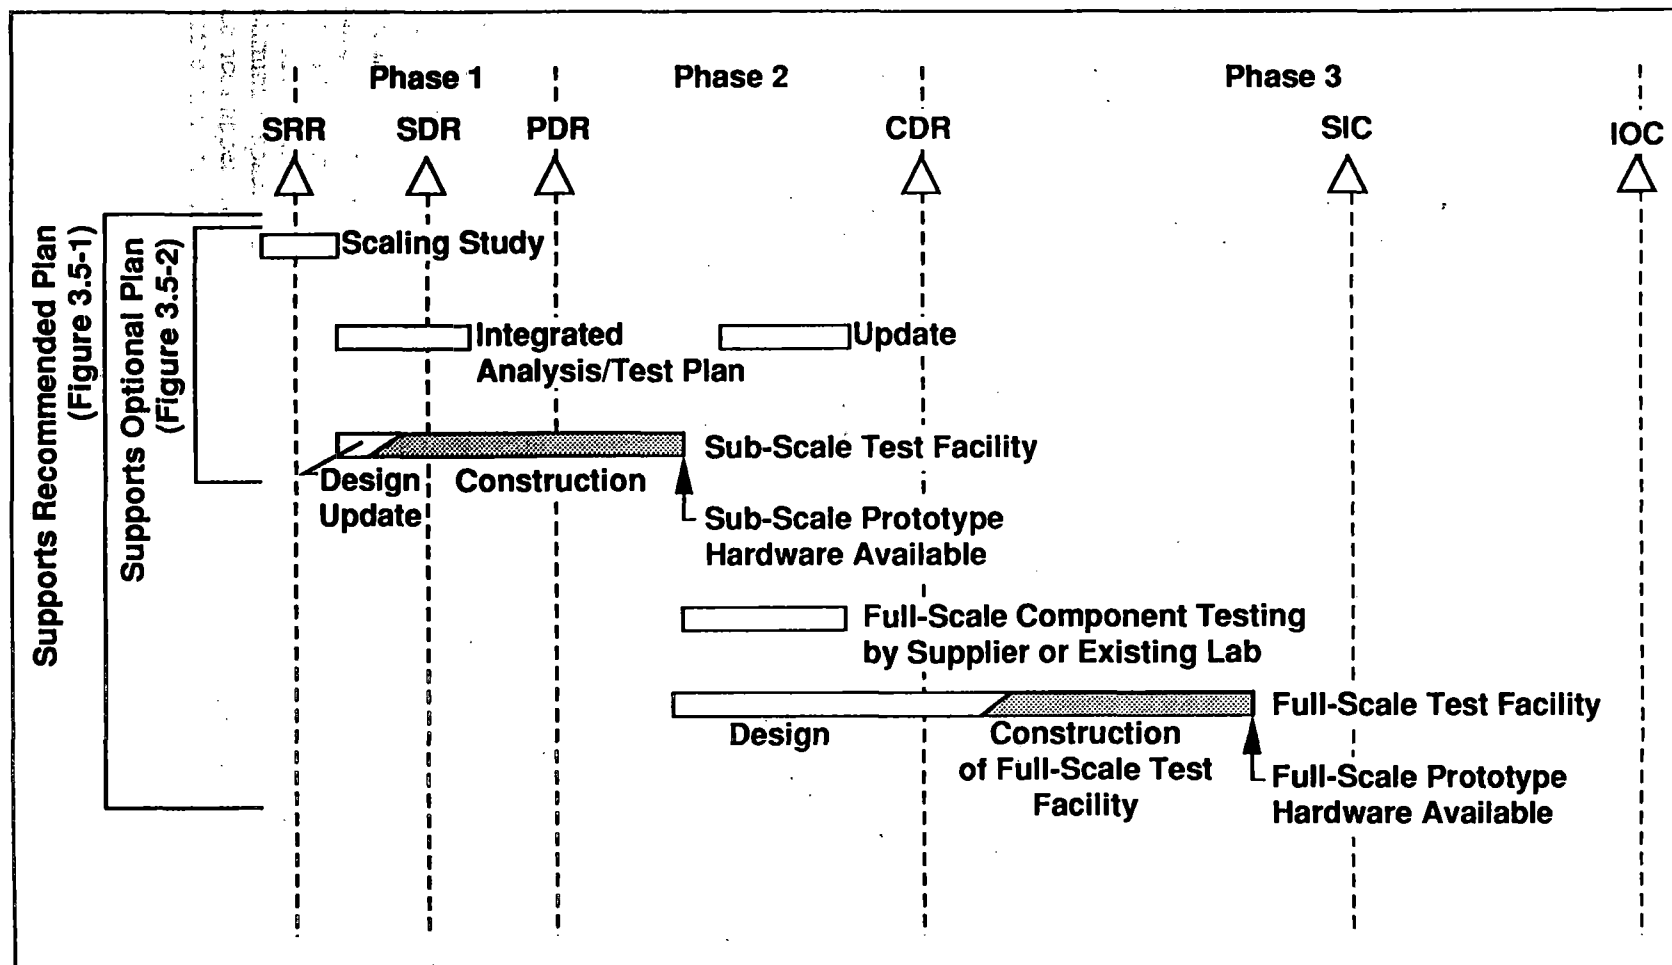 Phase 1
Phase 2
Phase 3
SRR
SDR
PDR
CDR
SIC
IOC
Supports Recommended Plan
(Figure 3.5-1)
Supports Optional Plan
(Figure 3.5-2)
Scaling Study
Integrated
Analysis/Test Plan
Update
Sub-Scale Test Facility
Design
Update
Construction
Sub-Scale Prototype
Hardware Available
Full-Scale Component Testing
by Supplier or Existing Lab
Full-Scale Test Facility
Design
Construction
of Full-Scale Test
Facility
Full-Scale Prototype
Hardware Available